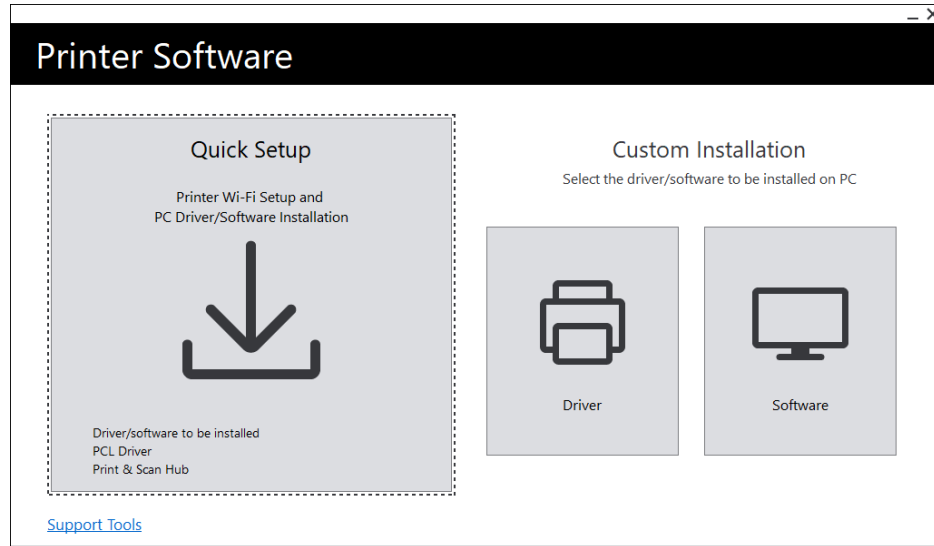 Printer Software
Quick Setup
Printer Wi-Fi Setup and
PC Driver/Software Installation
Driver/software to be installed
PCL Driver
Print & Scan Hub
Custom Installation
Select the driver/software to be installed on PC
Driver
Software
Support Tools